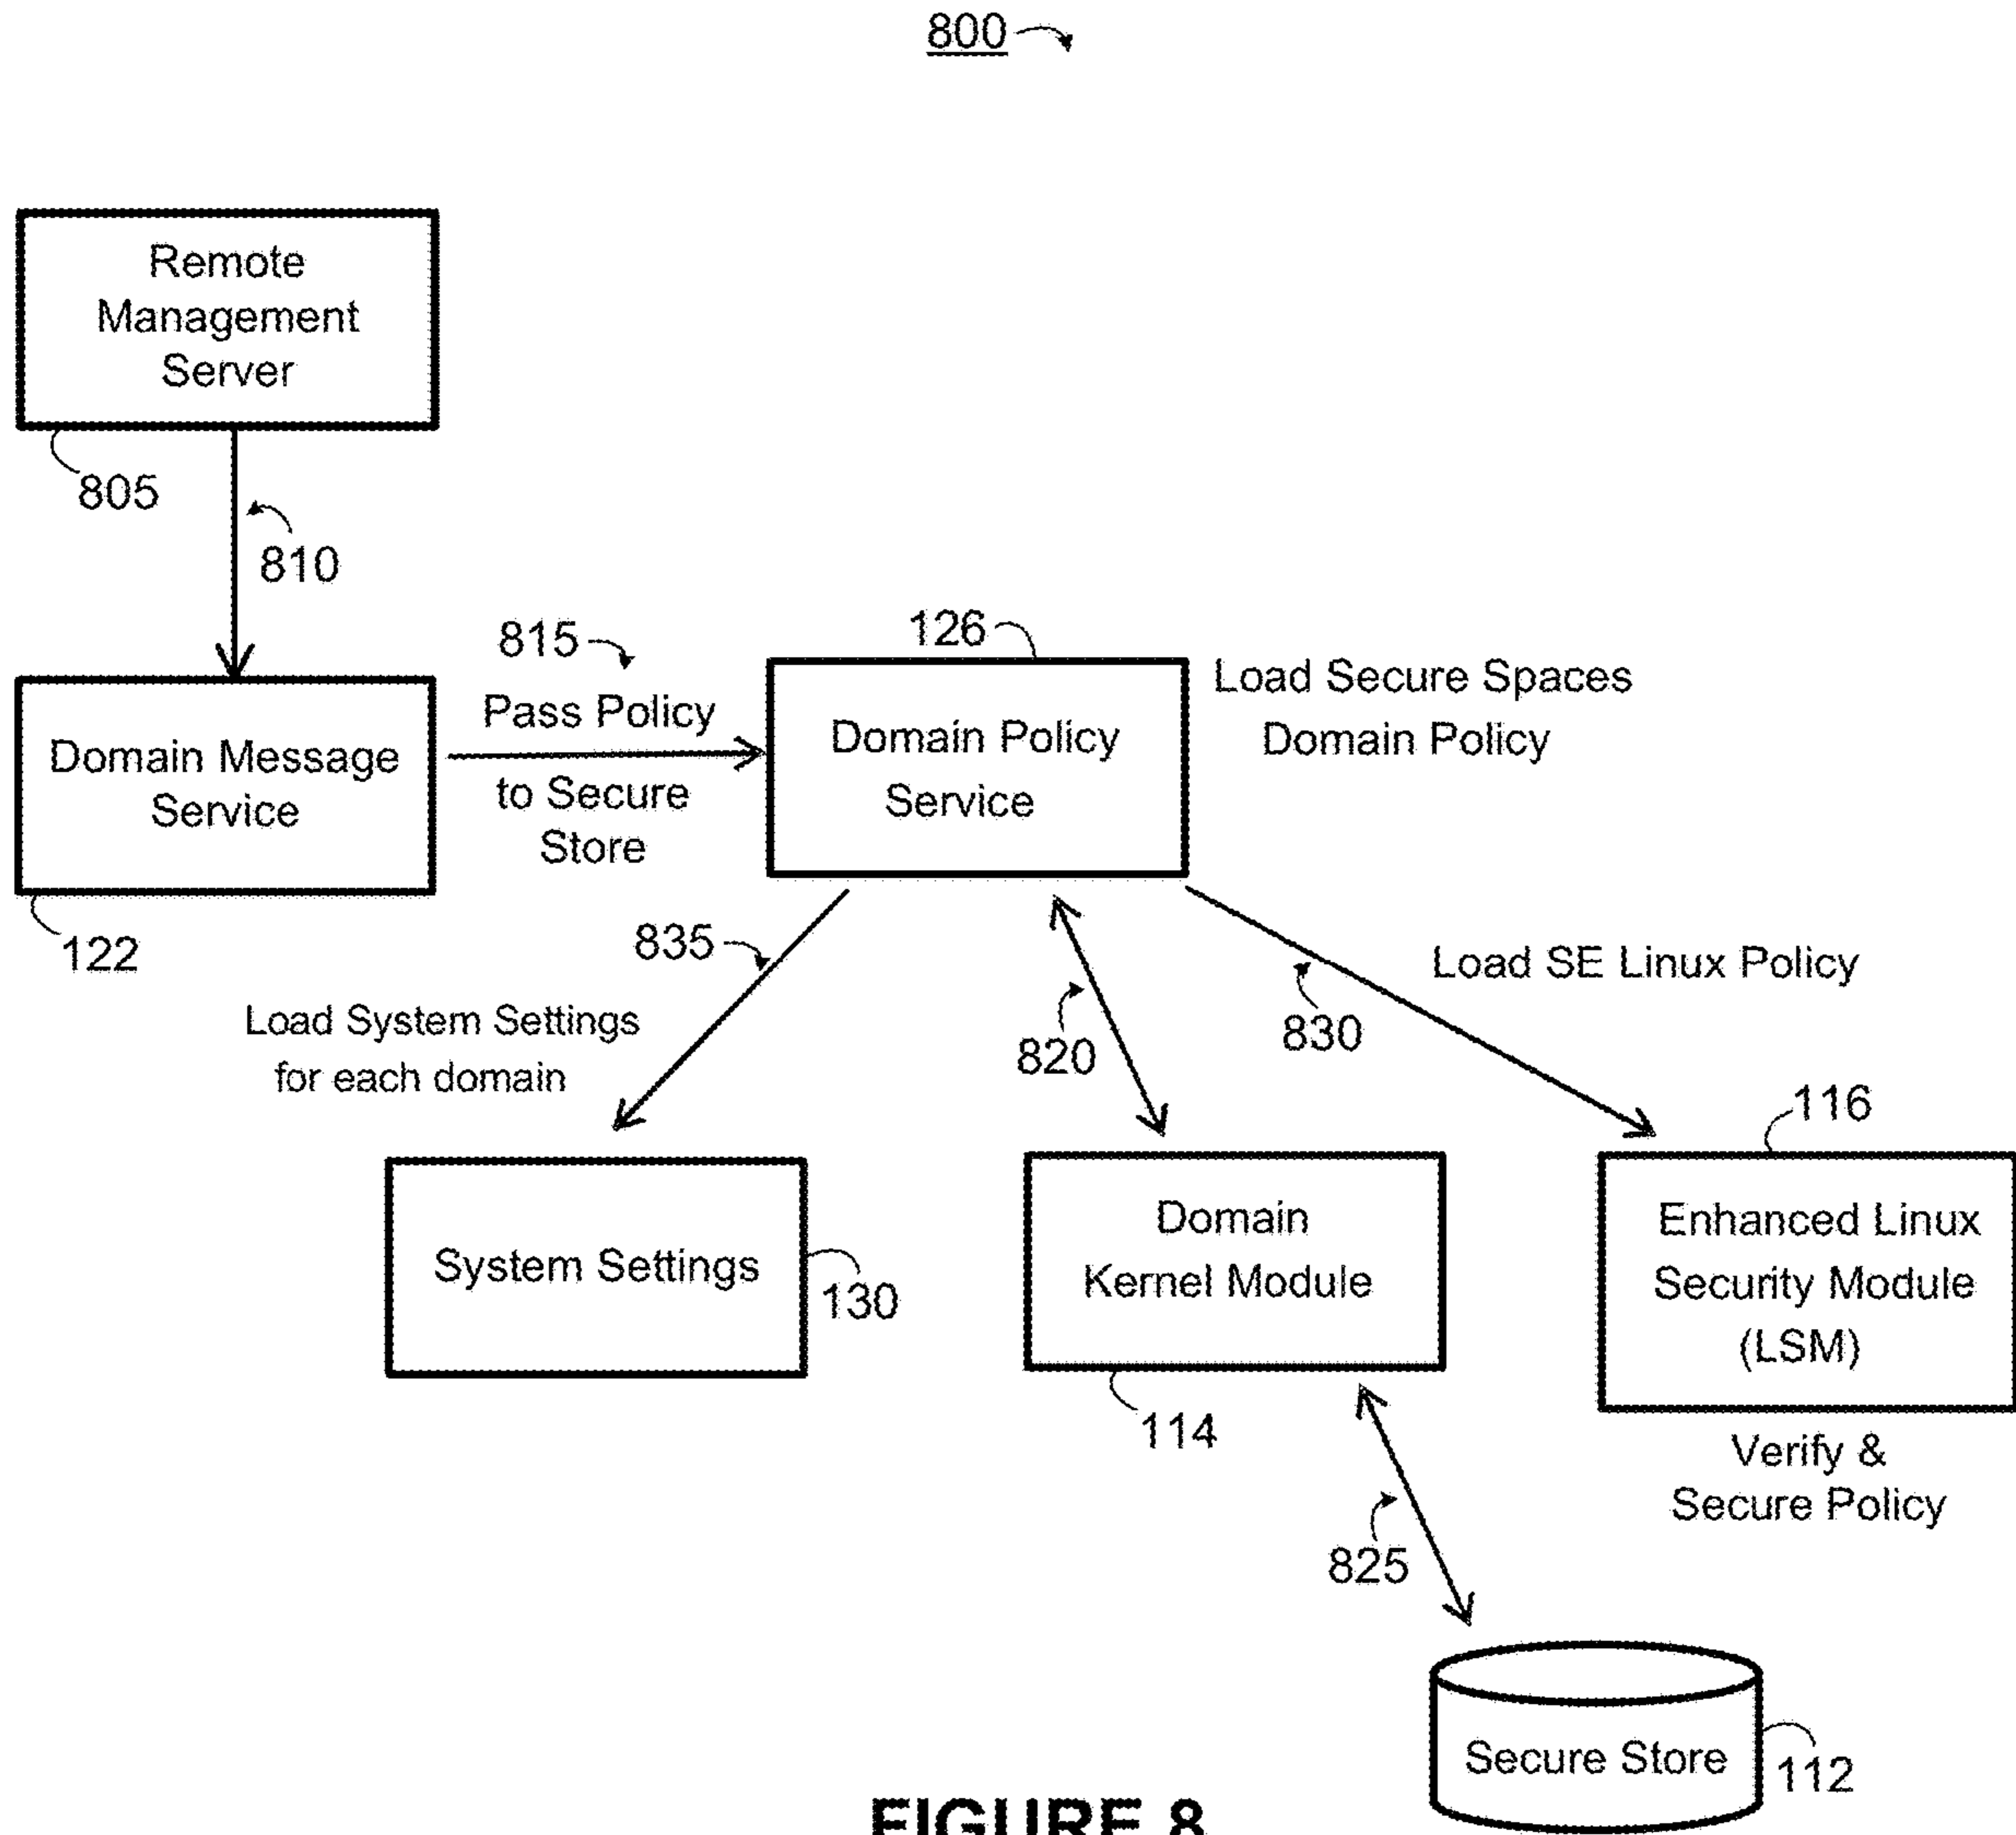 800
Remote
Management
Server
805
810
815
Pass Policy
to Secure
Store
126
Domain Policy
Service
Load Secure Spaces
Domain Policy
Domain Message
Service
122
835
Load System Settings
for each domain
820
830
Load SE Linux Policy
System Settings
130
Domain
Kernel Module
114
116
Enhanced Linux
Security Module
(LSM)
Verify &
Secure Policy
825
Secure Store
112
FIGURE 8